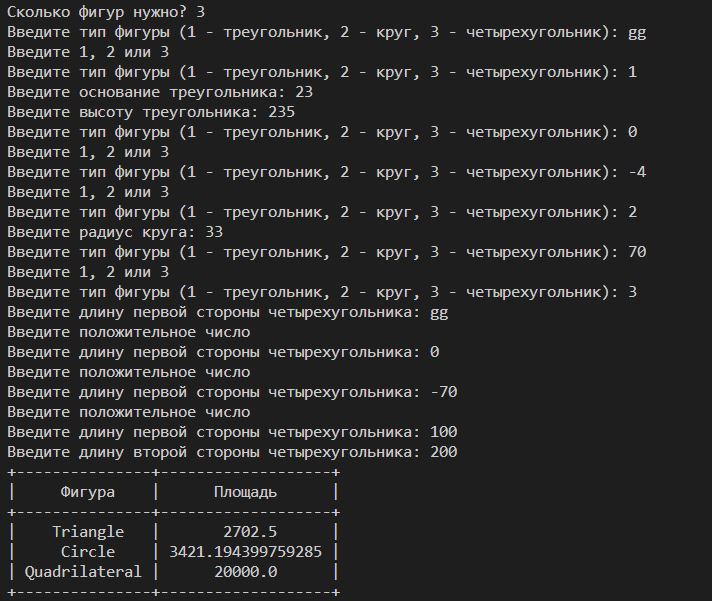 Сколько фигур нужно? 3
Введите тип фигуры (1 - треугольник, 2 - круг, 3 - четырехугольник): gg
Введите 1, 2 или 3
Введите тип фигуры (1 - треугольник, 2 - круг, 3 - четырехугольник): 1
Введите основание треугольника: 23
Введите высоту треугольника: 235
Введите тип фигуры (1 - треугольник, 2 - круг, 3 - четырехугольник): 0
Введите 1, 2 или 3
Введите тип фигуры (1 - треугольник, 2 - круг, 3 - четырехугольник): -4
Введите 1, 2 или 3
Введите тип фигуры (1 - треугольник, 2 - круг, 3 - четырехугольник): 2
Введите радиус круга: 33
Введите тип фигуры (1 - треугольник, 2 - круг, 3 - четырехугольник): 70
Введите 1, 2 или 3
Введите тип фигуры (1 - треугольник, 2 - круг, 3 - четырехугольник): 3
Введите длину первой стороны четырехугольника: gg
Введите положительное число
Введите длину первой стороны четырехугольника: 0
Введите положительное число
Введите длину первой стороны четырехугольника: -70
Введите положительное число
Введите длину первой стороны четырехугольника: 100
Введите длину второй стороны четырехугольника: 200
+---------------+-------------------+
|     Фигура    |      Площадь      |
+---------------+-------------------+
|    Triangle   |       2702.5      |
|     Circle    | 3421.194399759285 |
| Quadrilateral |      20000.0      |
+---------------+-------------------+